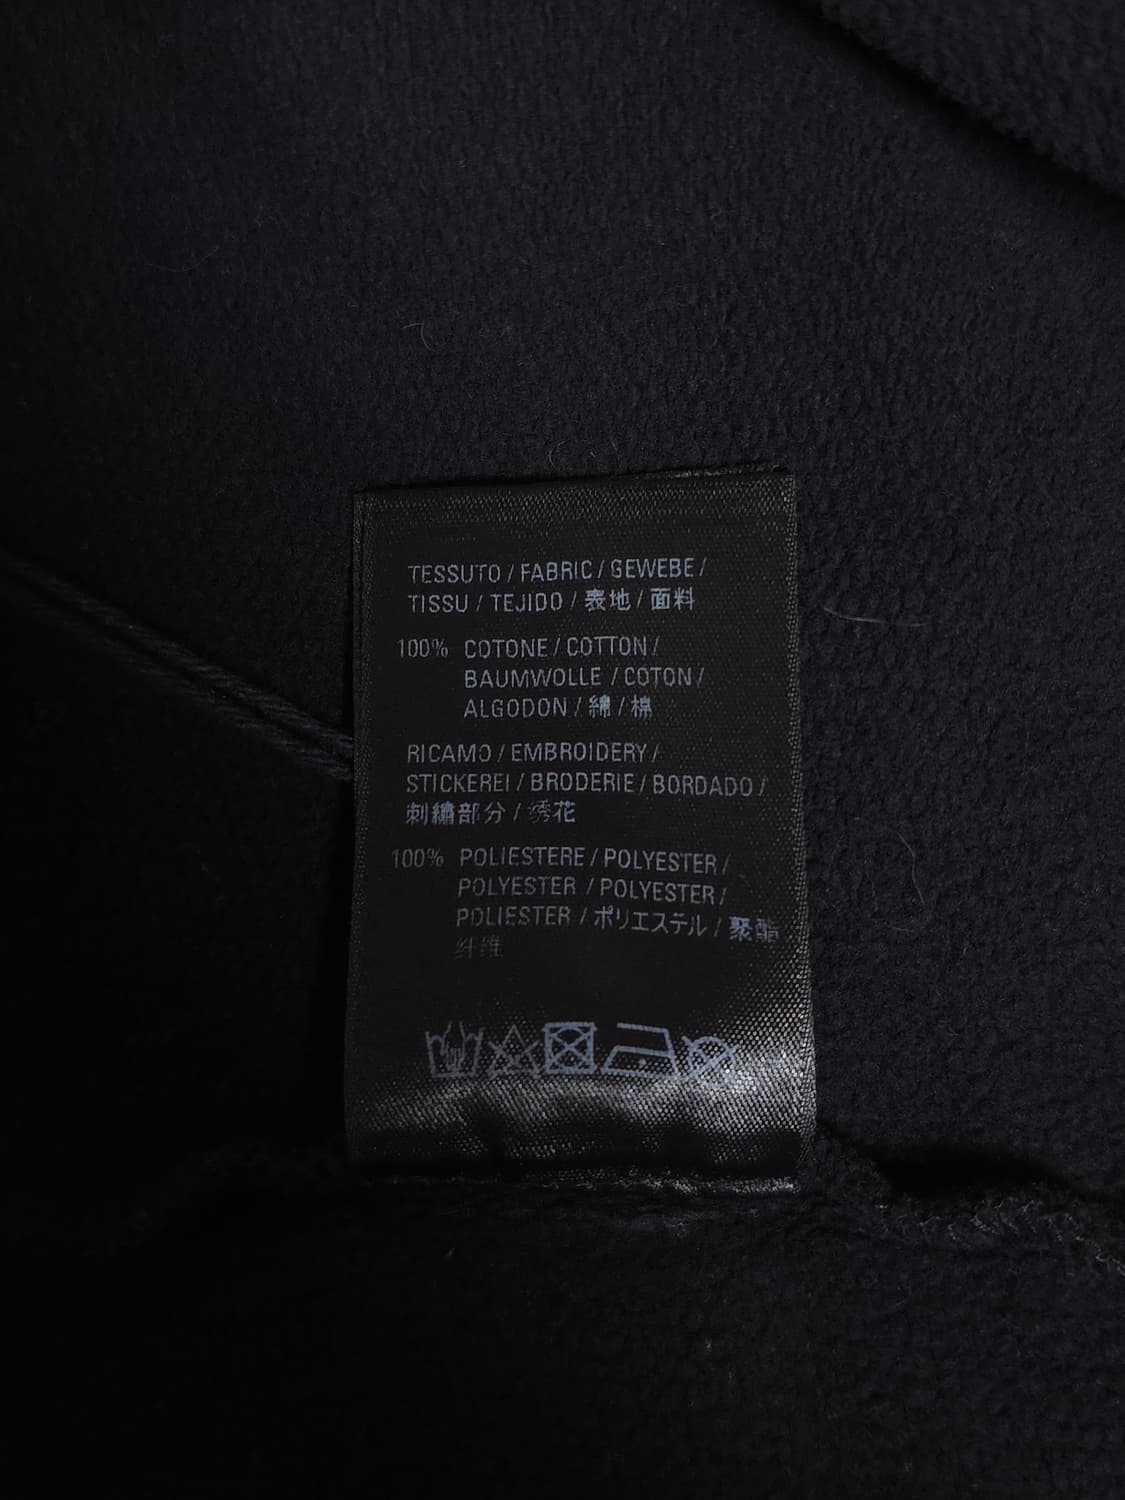 TESSUTO / FABRIC / GEWEBE /
TISSU / TEJIDO / 表地 / 面料
100% COTONE / COTTON /
BAUMWOLLE / COTON /
ALGODON / 綿 / 棉
RICAMO / EMBROIDERY /
STICKEREI / BRODERIE / BORDADO /
刺繍部分 / 绣花
100% POLIESTERE / POLYESTER /
POLYESTER / POLYESTER /
POLIESTER / ポリエステル / 聚酯
纤维